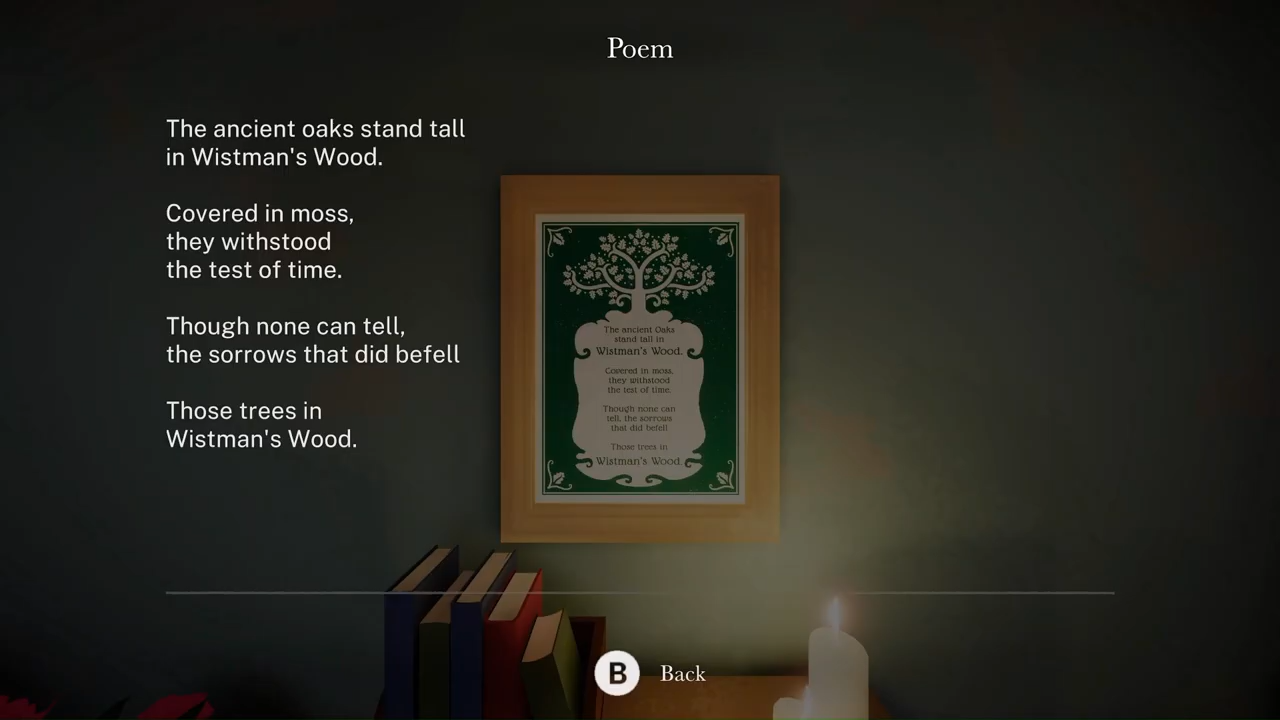 Poem
The ancient oaks stand tall
in Wistman's Wood.
Covered in moss,
they withstood
the test of time.
Though none can tell,
the sorrows that did befell
Those trees in
Wistman's Wood.
The ancient Oaks
stand tall in
Wistman's Wood.
Covered in moss,
they withstood
the test of time.
Though none can
tell, the sorrows
that did befell
Those trees in
Wistman's Wood.
B Back